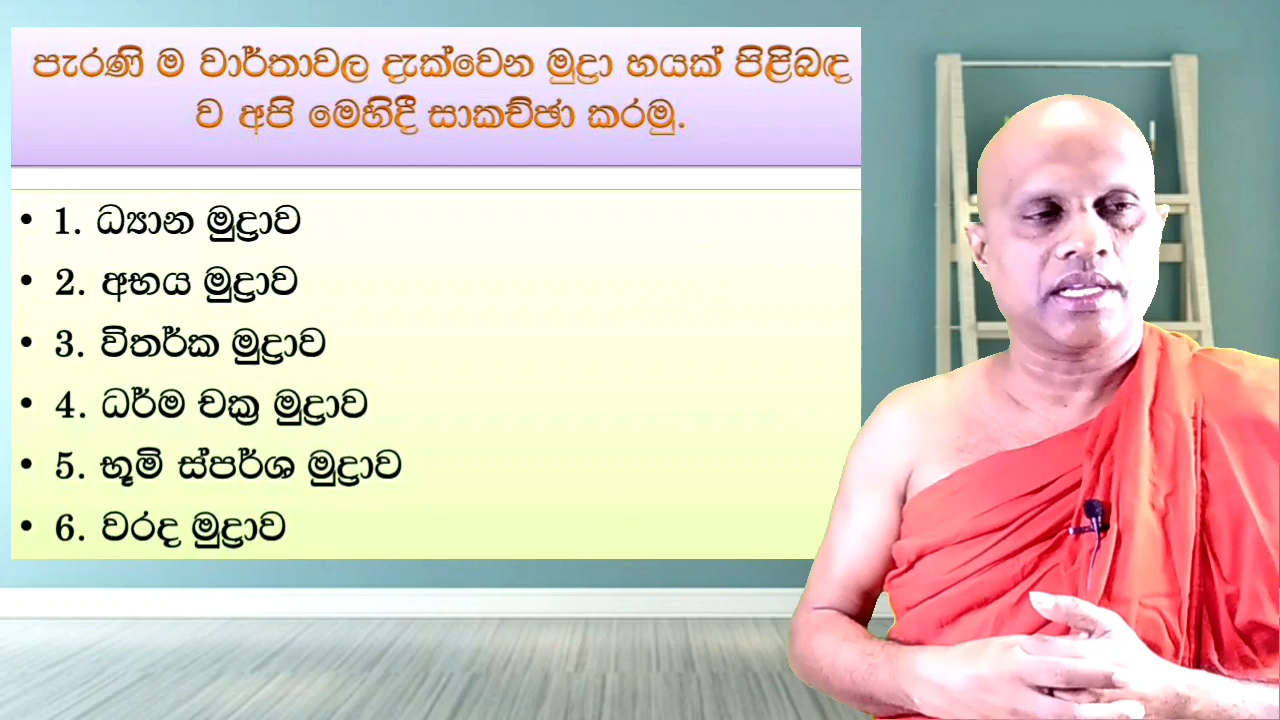 පැරණි ම වාර්තාවල දැක්වෙන මුද්‍රා හයක් පිළිබඳ
ව අපි මෙහිදී සාකච්ඡා කරමු.
• 1. ධ්‍යාන මුද්‍රාව
• 2. අභය මුද්‍රාව
• 3. විතර්ක මුද්‍රාව
• 4. ධර්ම චක්‍ර මුද්‍රාව
• 5. භූමි ස්පර්ශ මුද්‍රාව
• 6. වරද මුද්‍රාව